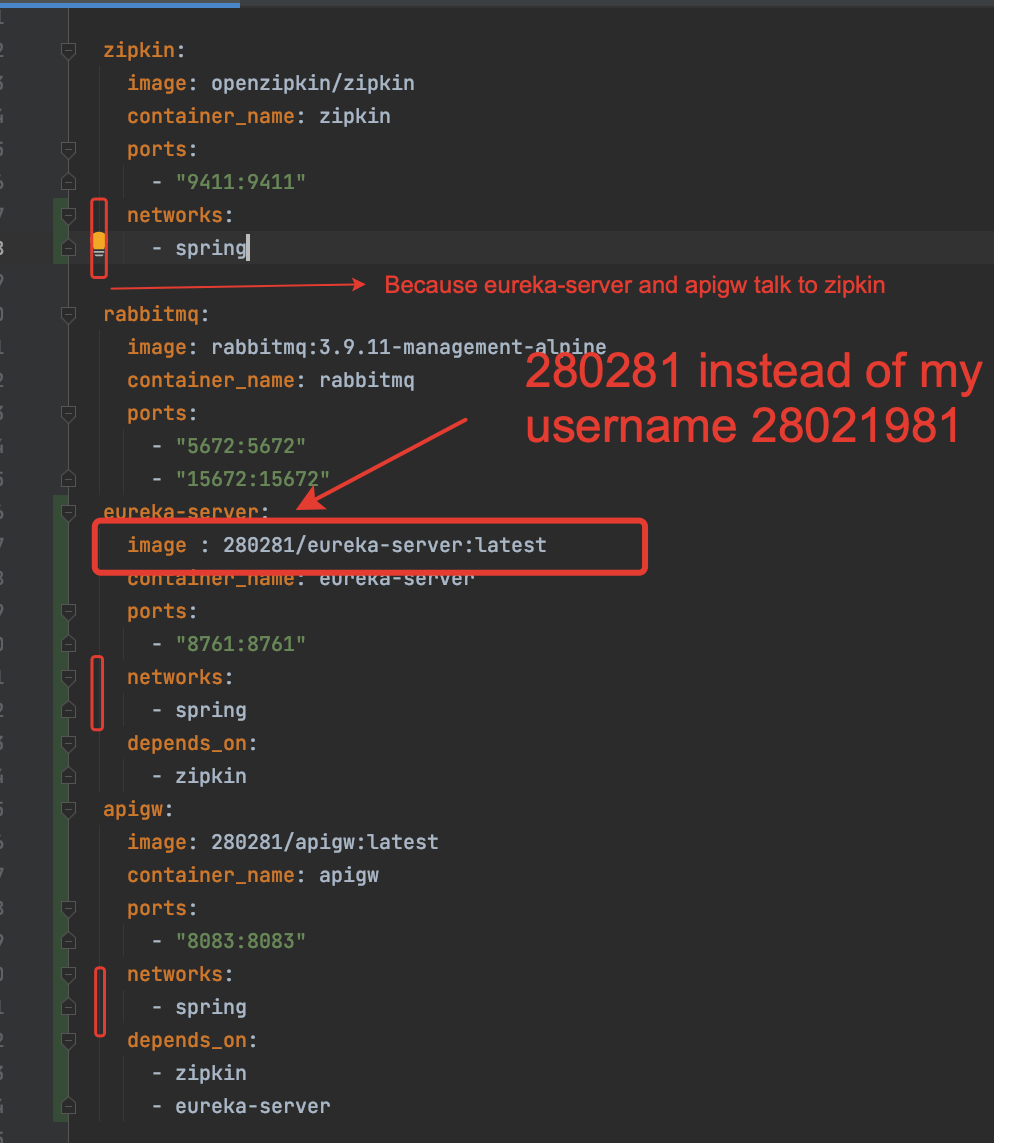 zipkin:
image: openzipkin/zipkin
container_name: zipkin
ports:
- "9411:9411"
networks:
- spring
Because eureka-server and apigw talk to zipkin
rabbitmq:
image: rabbitmq:3.9.11-management-alpine
container_name: rabbitmq
280281 instead of my
username 28021981
ports:
- "5672:5672"
- "15672:15672"
eureka-server:
image : 280281/eureka-server:latest
container_name: eureka-server
ports:
- "8761:8761"
networks:
- spring
depends_on:
- zipkin
apigw:
image: 280281/apigw:latest
container_name: apigw
ports:
- "8083:8083"
networks:
- spring
depends_on:
- zipkin
- eureka-server